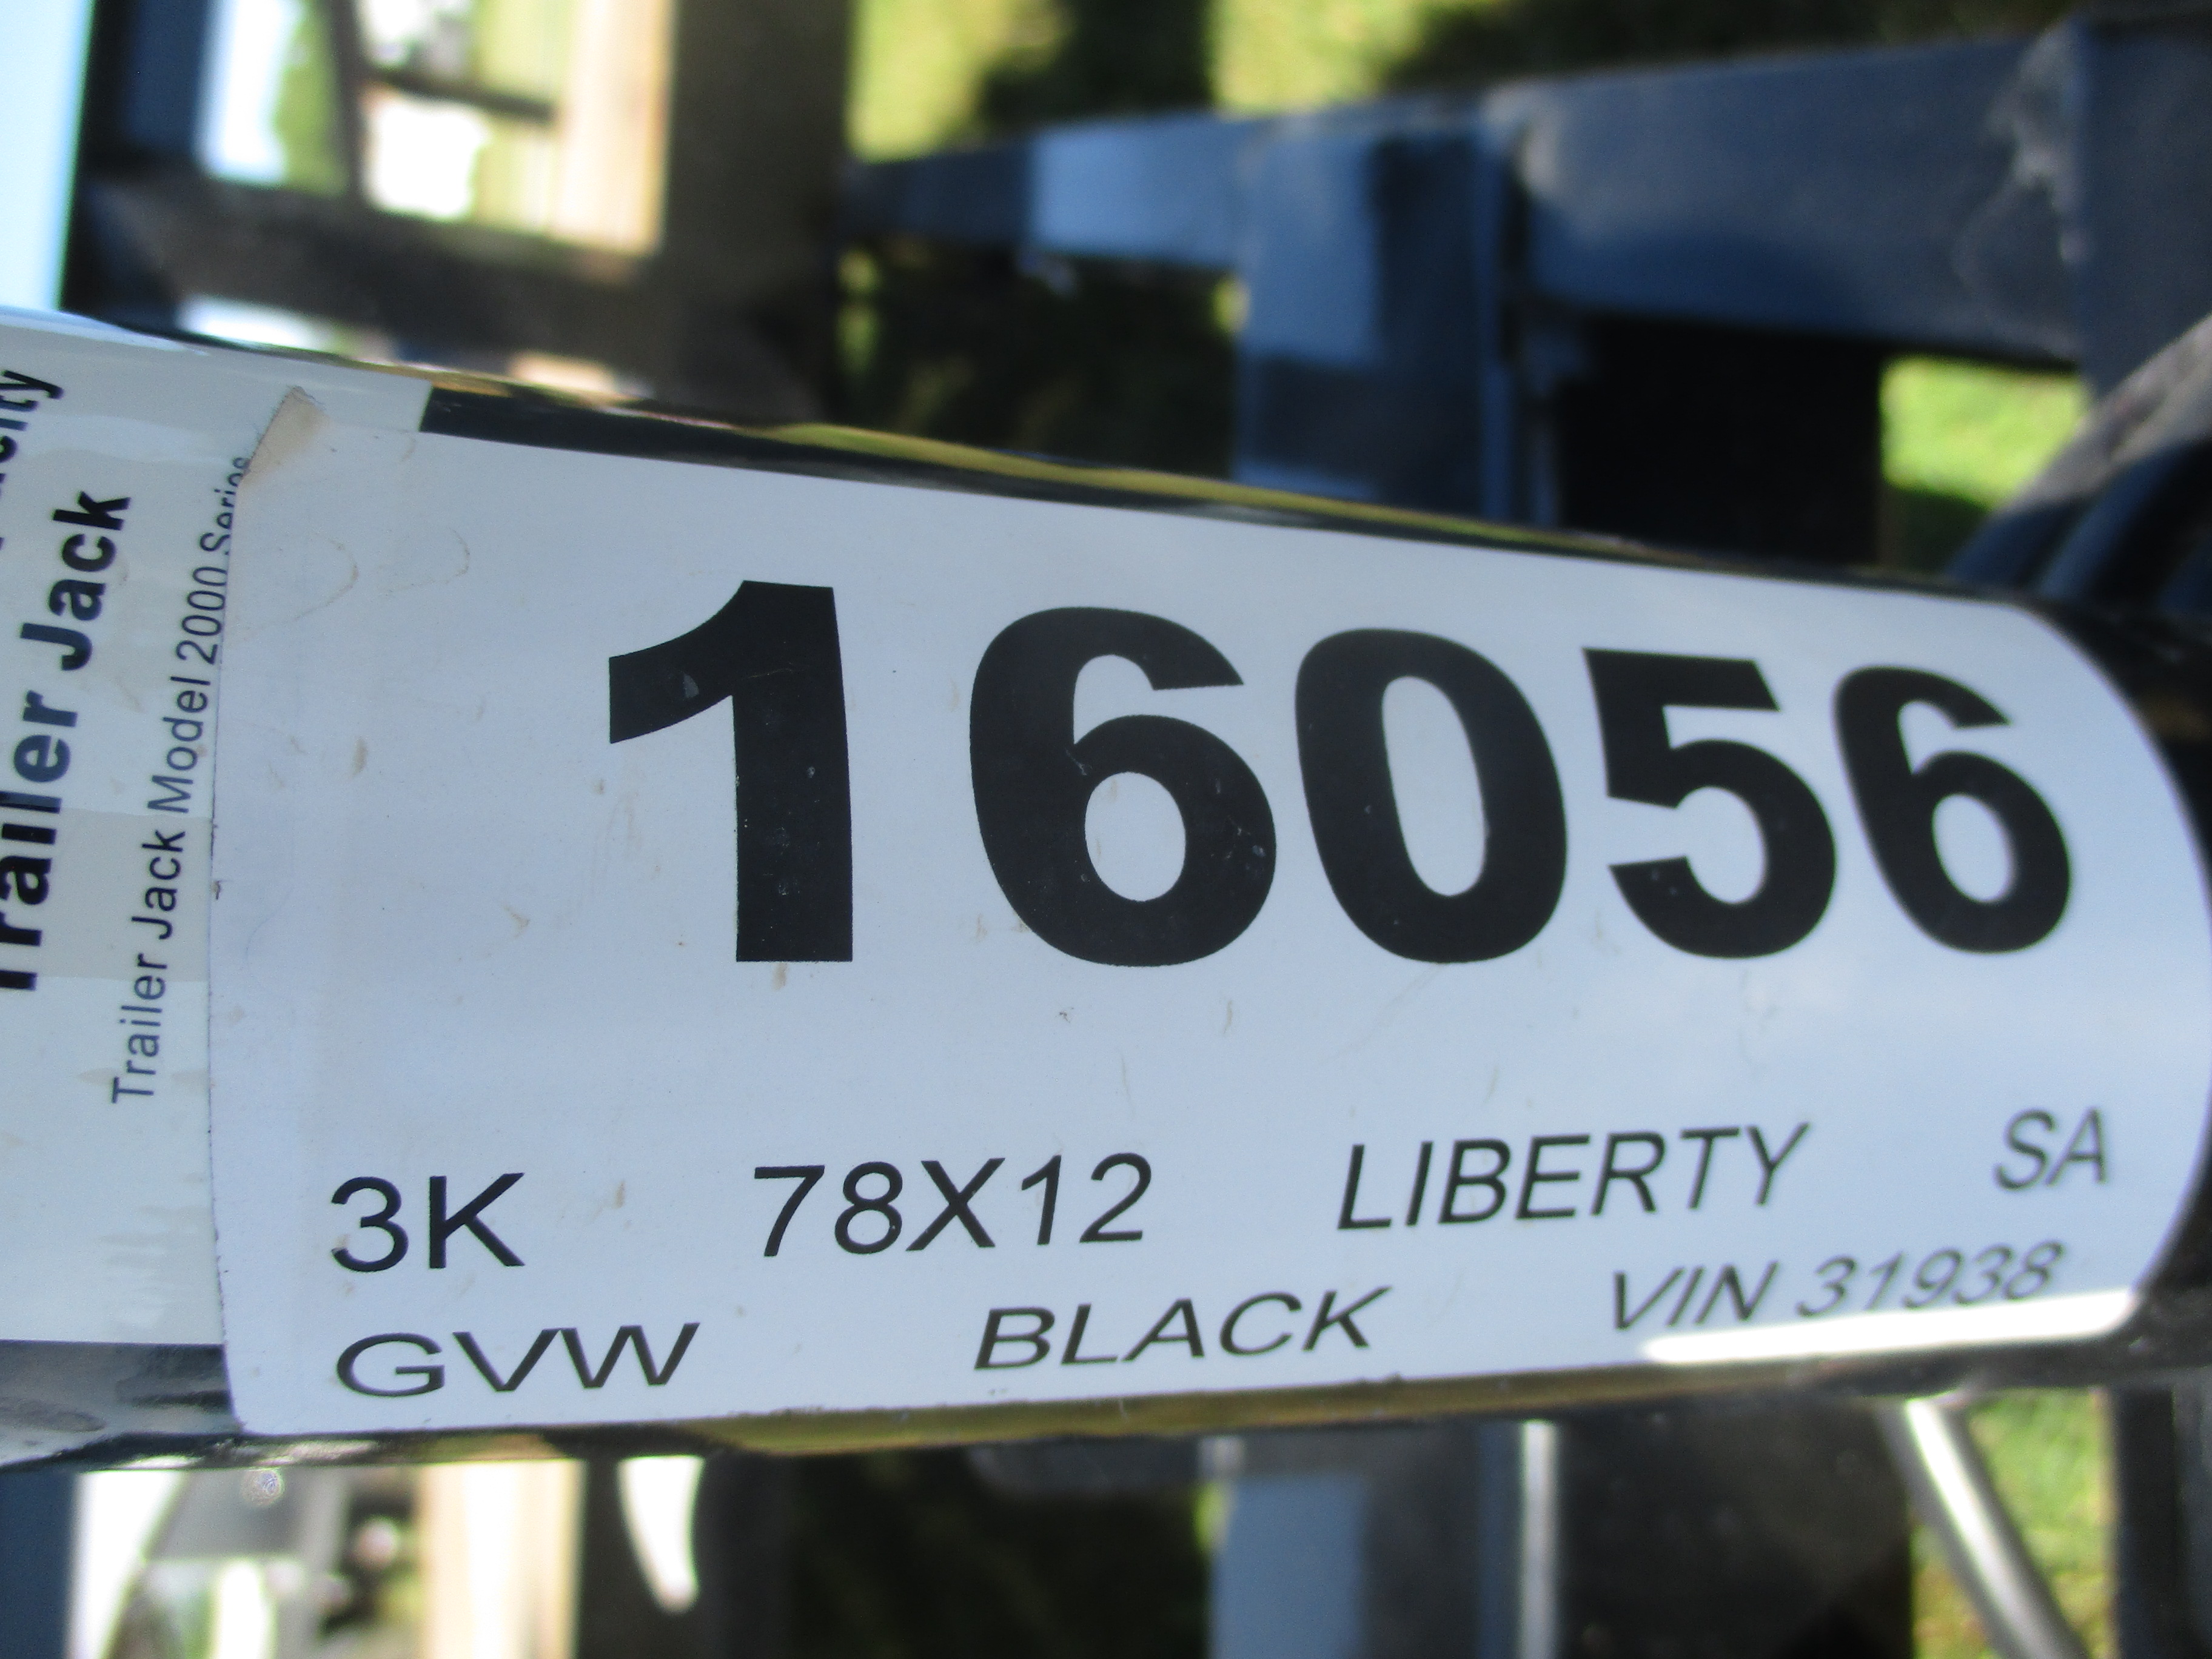 Trailer Jack
Trailer Jack Model 2000 Series
16056
3K 78X12 LIBERTY SA
GVW BLACK VIN 31938